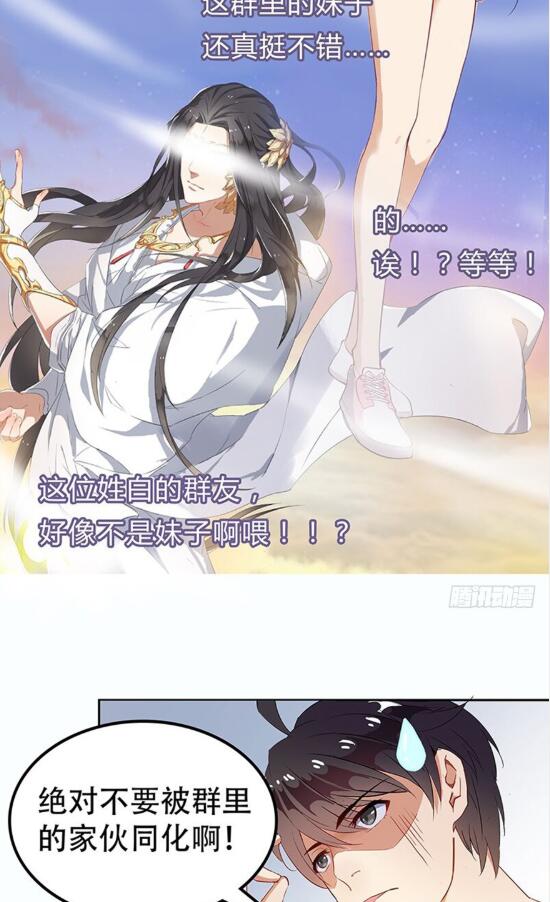 这群里的妹子
还真挺不错……
的……
诶！？等等！
这位姓白的群友，
好像不是妹子啊喂！！？
腾讯动漫
绝对不要被群里
的家伙同化啊！